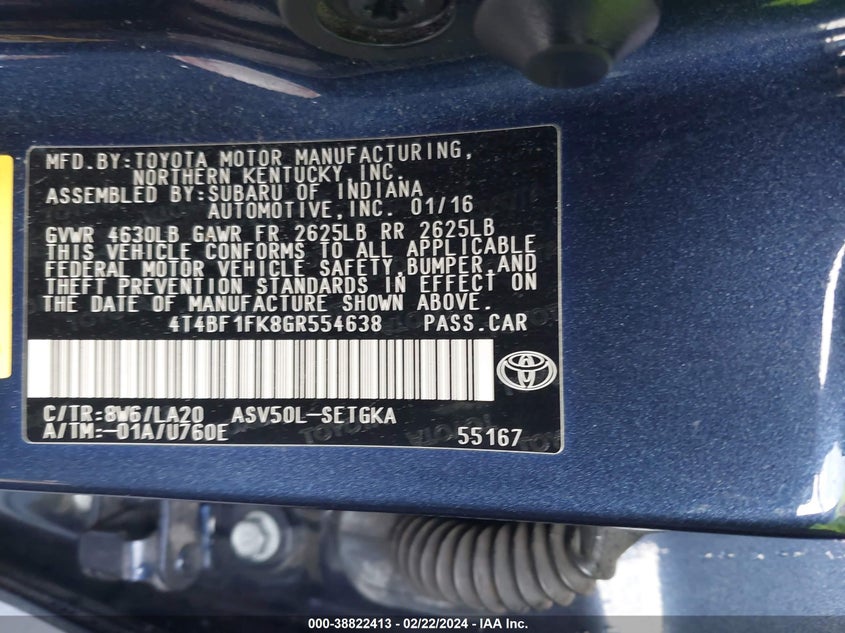 MFD.BY:TOYOTA MOTOR MANUFACTURING,
NORTHERN KENTUCKY,INC.
ASSEMBLED BY:SUBARU OF INDIANA
AUTOMOTIVE,INC. 01/16
GVWR 4630LB GAWR FR 2625LB RR 2625LB
THIS VEHICLE CONFORMS TO ALL APPLICABLE
FEDERAL MOTOR VEHICLE SAFETY,BUMPER,AND
THEFT PREVENTION STANDARDS IN EFFECT ON
THE DATE OF MANUFACTURE SHOWN ABOVE.
4T4BF1FK8GR554638 PASS.CAR
C/TR:8W6/LA20 ASV50L-SETGKA
A/TM:-01A/U760E 55167
000-38822413 - 02/22/2024 - IAA Inc.